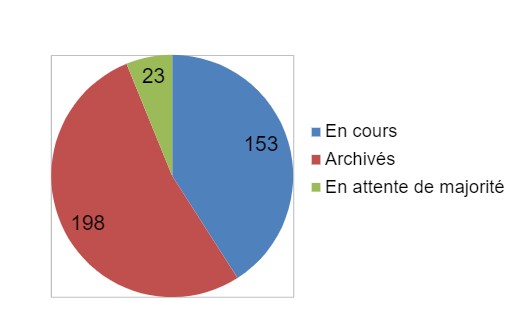 23
153
198
En cours
Archivés
En attente de majorité